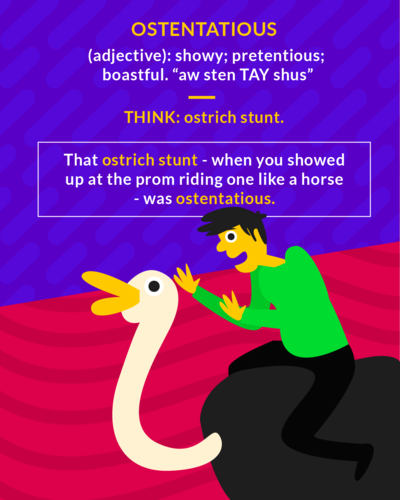 OSTENTATIOUS
(adjective): showy; pretentious;
boastful. “aw sten TAY shus”
THINK: ostrich stunt.
That ostrich stunt - when you showed
up at the prom riding one like a horse
- was ostentatious.